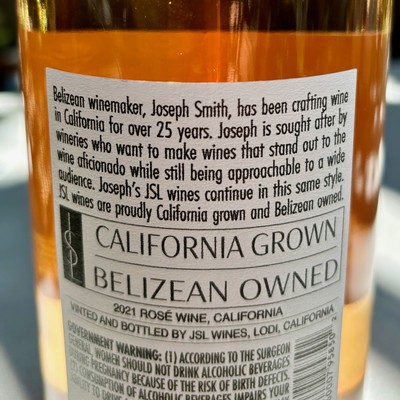 Belizean winemaker, Joseph Smith, has been crafting wine
in California for over 25 years. Joseph is sought after by
wineries who want to make wines that stand out to the
wine aficionado while still being approachable to a wide
audience. Joseph's JSL wines continue in this same style.
JSL wines are proudly California grown and Belizean owned.
CALIFORNIA GROWN
BELIZEAN OWNED
2021 ROSÉ WINE, CALIFORNIA
VINTED AND BOTTLED BY JSL WINES, LODI, CALIFORNIA
GOVERNMENT WARNING: (1) ACCORDING TO THE SURGEON
GENERAL, WOMEN SHOULD NOT DRINK ALCOHOLIC BEVERAGES
DURING PREGNANCY BECAUSE OF THE RISK OF BIRTH DEFECTS.
CONSUMPTION OF ALCOHOLIC BEVERAGES IMPAIRS YOUR